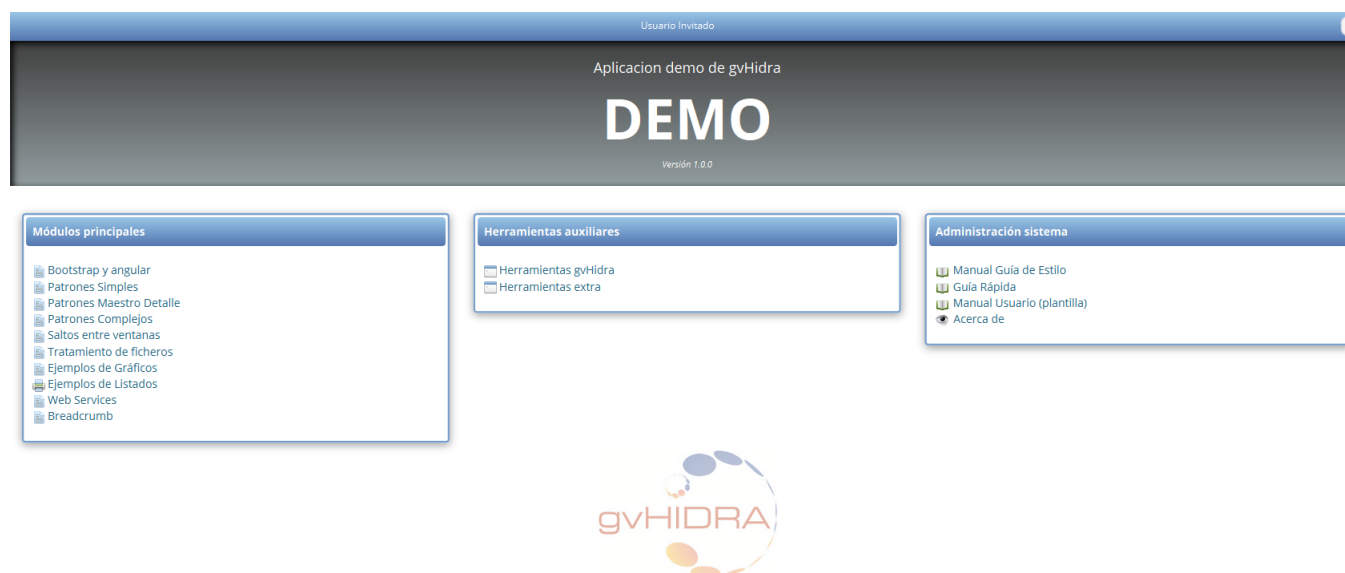 Usuario Invitado
Aplicacion demo de gvHidra
DEMO
Versión 1.0.0
Módulos principales
Bootstrap y angular
Patrones Simples
Patrones Maestro Detalle
Patrones Complejos
Saltos entre ventanas
Tratamiento de ficheros
Ejemplos de Gráficos
Ejemplos de Listados
Web Services
Breadcrumb
Herramientas auxiliares
Herramientas gvHidra
Herramientas extra
Administración sistema
Manual Guía de Estilo
Guía Rápida
Manual Usuario (plantilla)
Acerca de
gvHIDRA